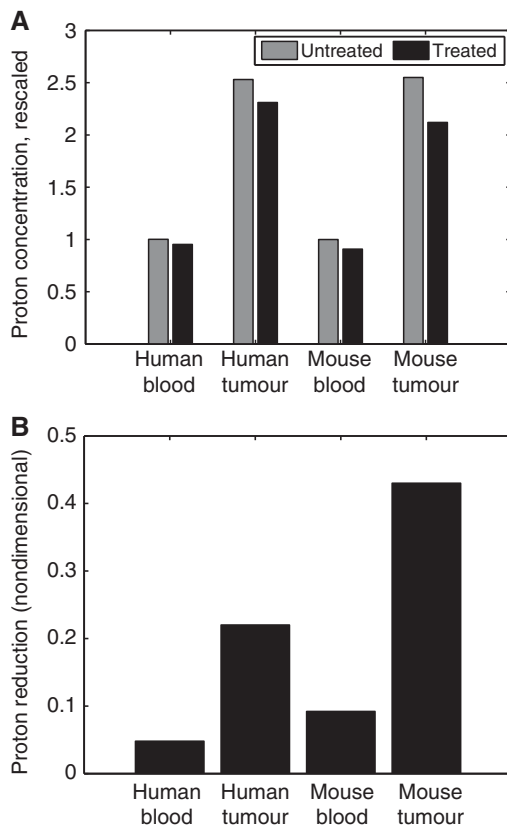 A
Proton concentration, rescaled
3
2.5
2
1.5
1
0.5
0
Untreated Treated
Human blood
Human tumour
Mouse blood
Mouse tumour
B
Proton reduction (nondimensional)
0.5
0.4
0.3
0.2
0.1
0
Human blood
Human tumour
Mouse blood
Mouse tumour